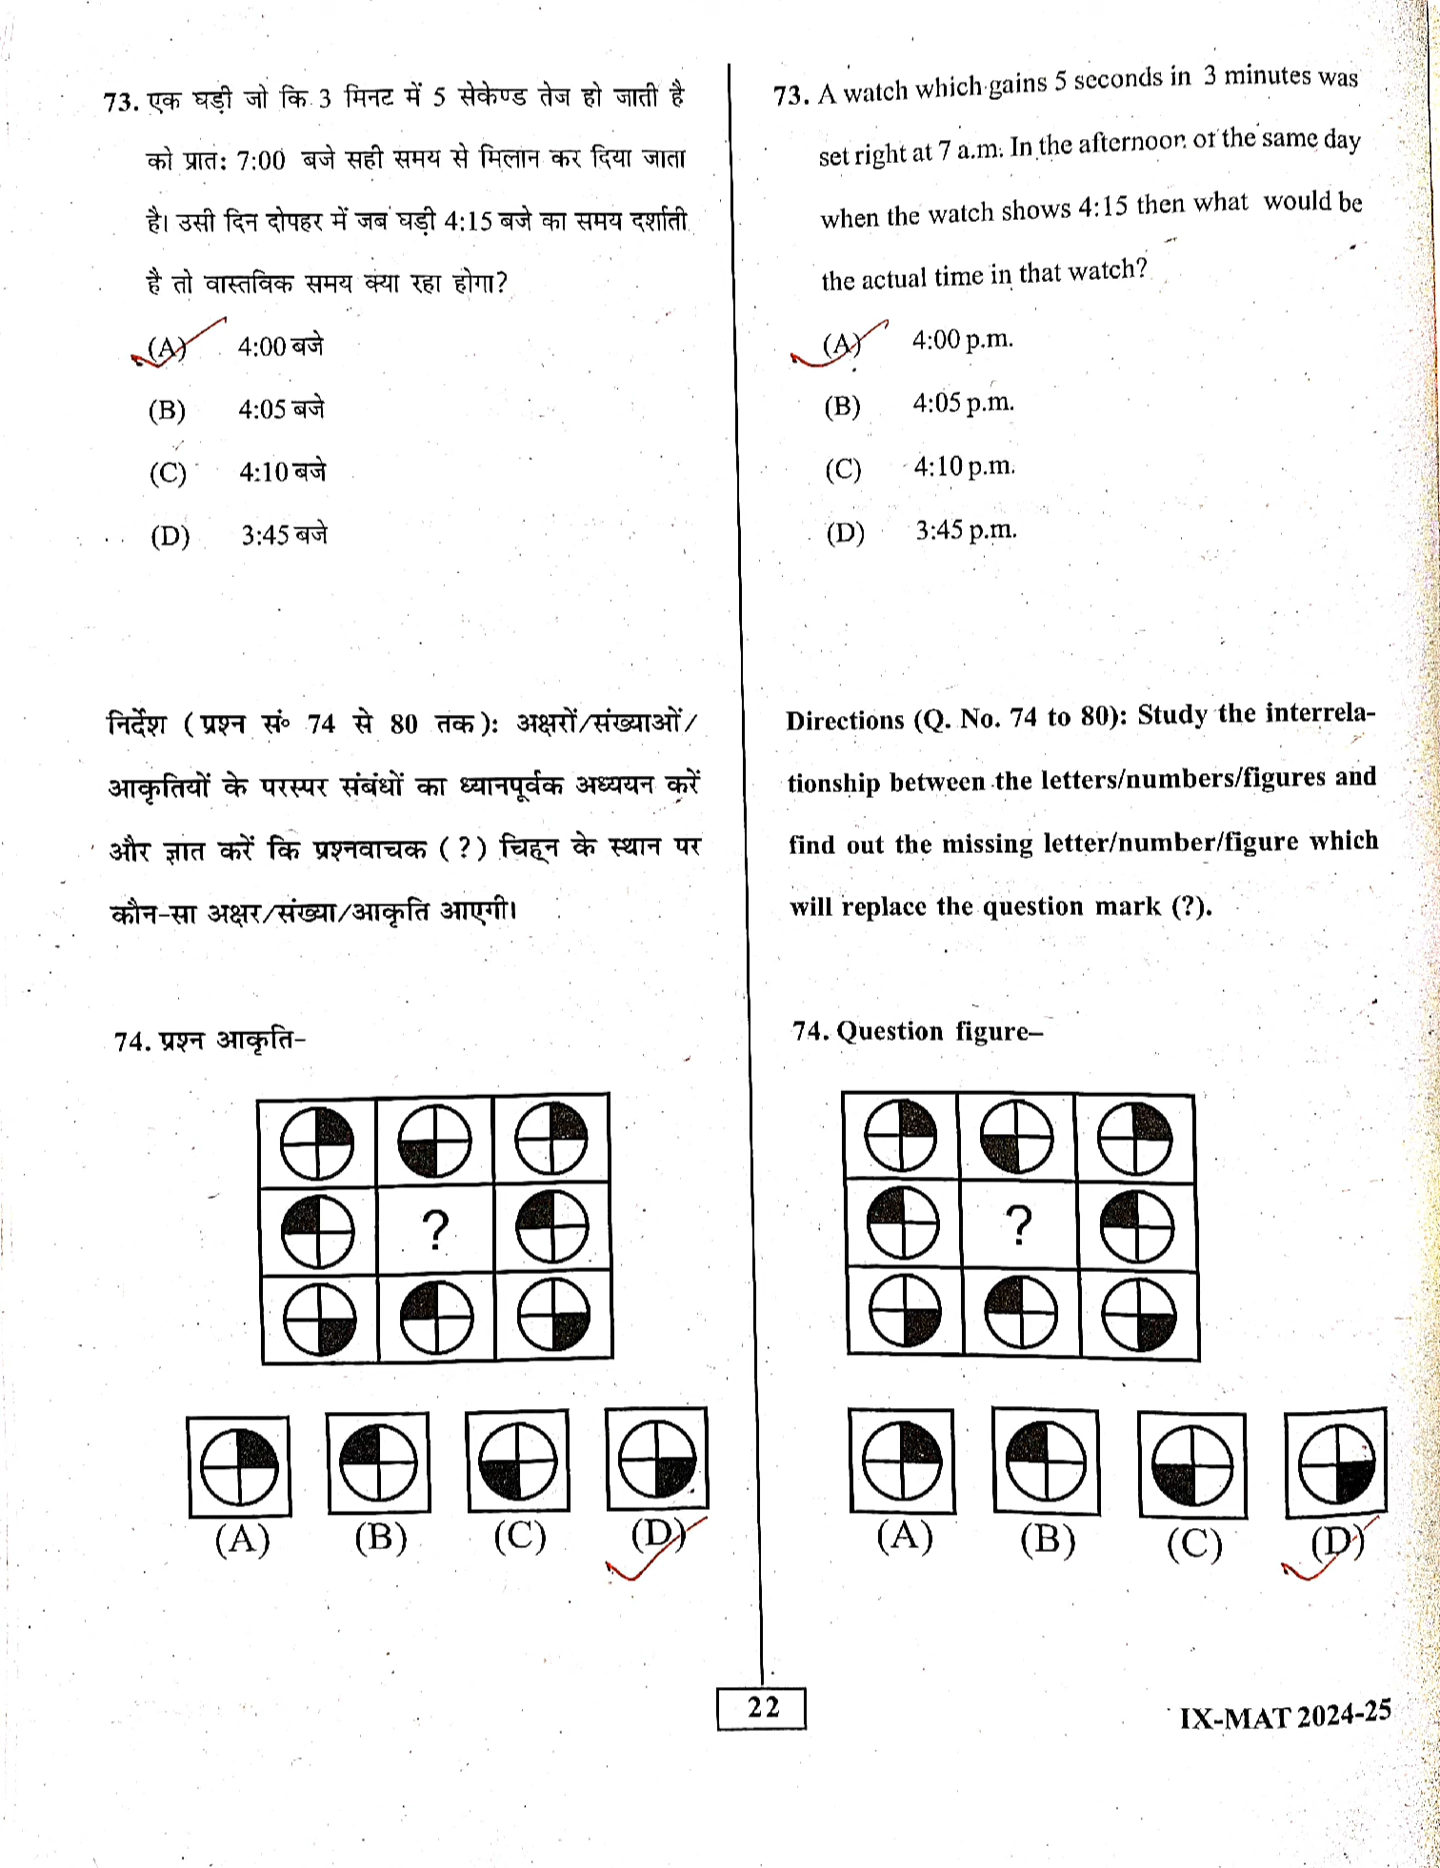 73. एक घड़ी जो कि 3 मिनट में 5 सेकेण्ड तेज हो जाती है
को प्रात: 7:00 बजे सही समय से मिलान कर दिया जाता
है। उसी दिन दोपहर में जब घड़ी 4:15 बजे का समय दर्शाती
है तो वास्तविक समय क्या रहा होगा?
(A) 4:00 बजे
(B) 4:05 बजे
(C) 4:10 बजे
(D) 3:45 बजे
निर्देश ( प्रश्न सं० 74 से 80 तक ): अक्षरों/संख्याओं/
आकृतियों के परस्पर संबंधों का ध्यानपूर्वक अध्ययन करें
और ज्ञात करें कि प्रश्नवाचक ( ? ) चिह्न के स्थान पर
कौन-सा अक्षर/संख्या/आकृति आएगी।
74. प्रश्न आकृति-
?
(A) (B) (C) (D)
73. A watch which gains 5 seconds in 3 minutes was
set right at 7 a.m. In the afternoon of the same day
when the watch shows 4:15 then what would be
the actual time in that watch?
(A) 4:00 p.m.
(B) 4:05 p.m.
(C) 4:10 p.m.
(D) 3:45 p.m.
Directions (Q. No. 74 to 80): Study the interrela-
tionship between the letters/numbers/figures and
find out the missing letter/number/figure which
will replace the question mark (?).
74. Question figure–
?
(A) (B) (C) (D)
22
IX-MAT 2024-25